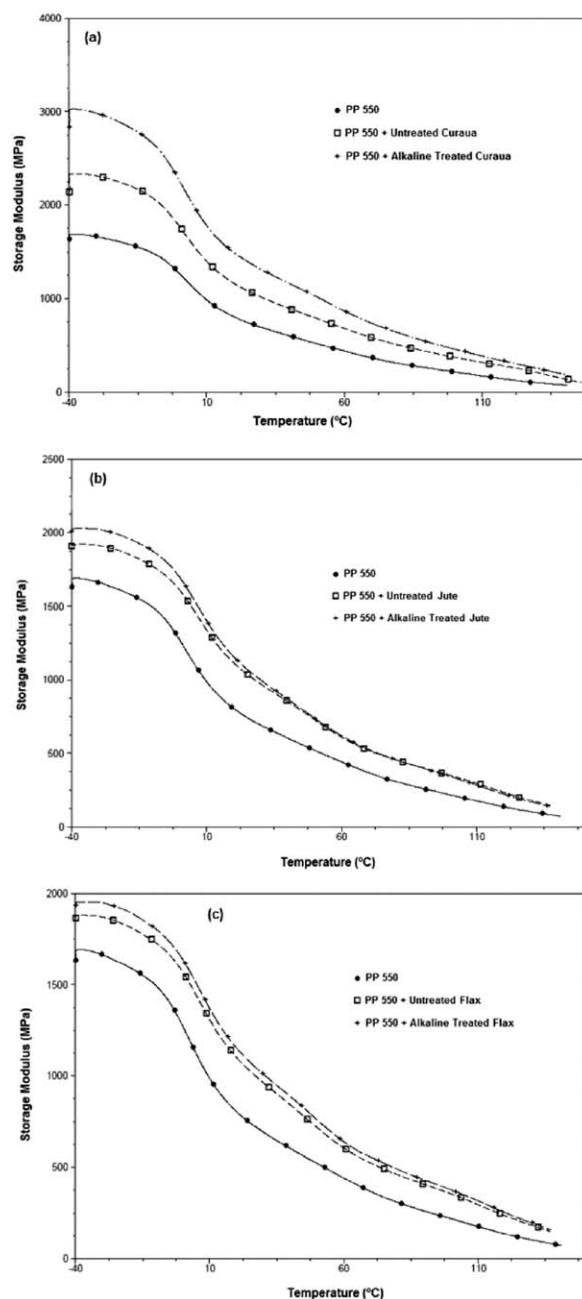 (a)
4000
3000
2000
1000
0
Storage Modulus (MPa)
PP 550
PP 550 + Untreated Curaua
PP 550 + Alkaline Treated Curaua
-40 10 60 110
Temperature (ºC)
(b)
2500
2000
1500
1000
500
0
Storage Modulus (MPa)
PP 550
PP 550 + Untreated Jute
PP 550 + Alkaline Treated Jute
-40 10 60 110
Temperature (ºC)
(c)
2000
1500
1000
500
0
Storage Modulus (MPa)
PP 550
PP 550 + Untreated Flax
PP 550 + Alkaline Treated Flax
-40 10 60 110
Temperature (ºC)